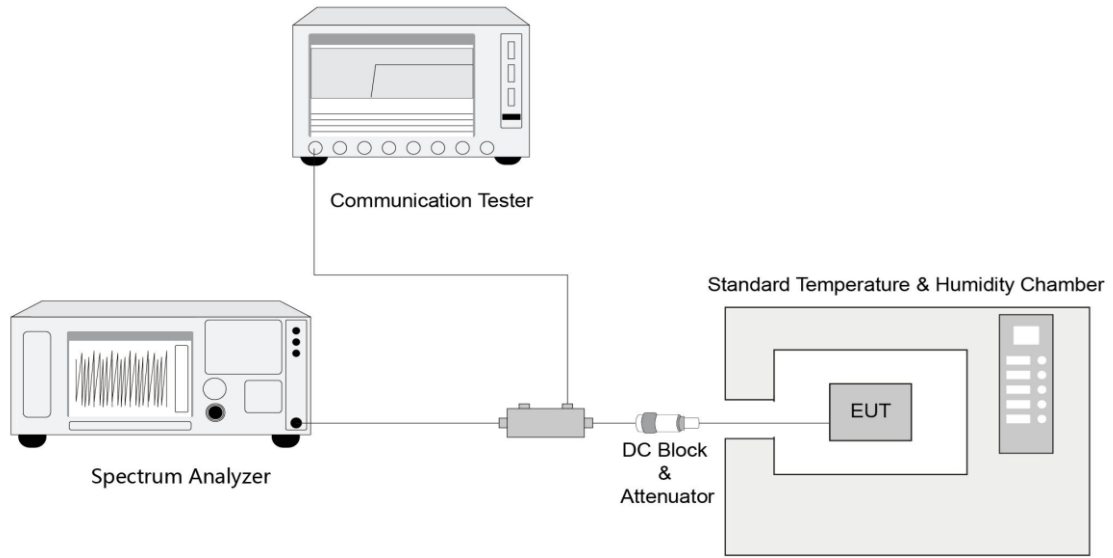 Communication Tester
Standard Temperature & Humidity Chamber
EUT
DC Block
&
Attenuator
Spectrum Analyzer